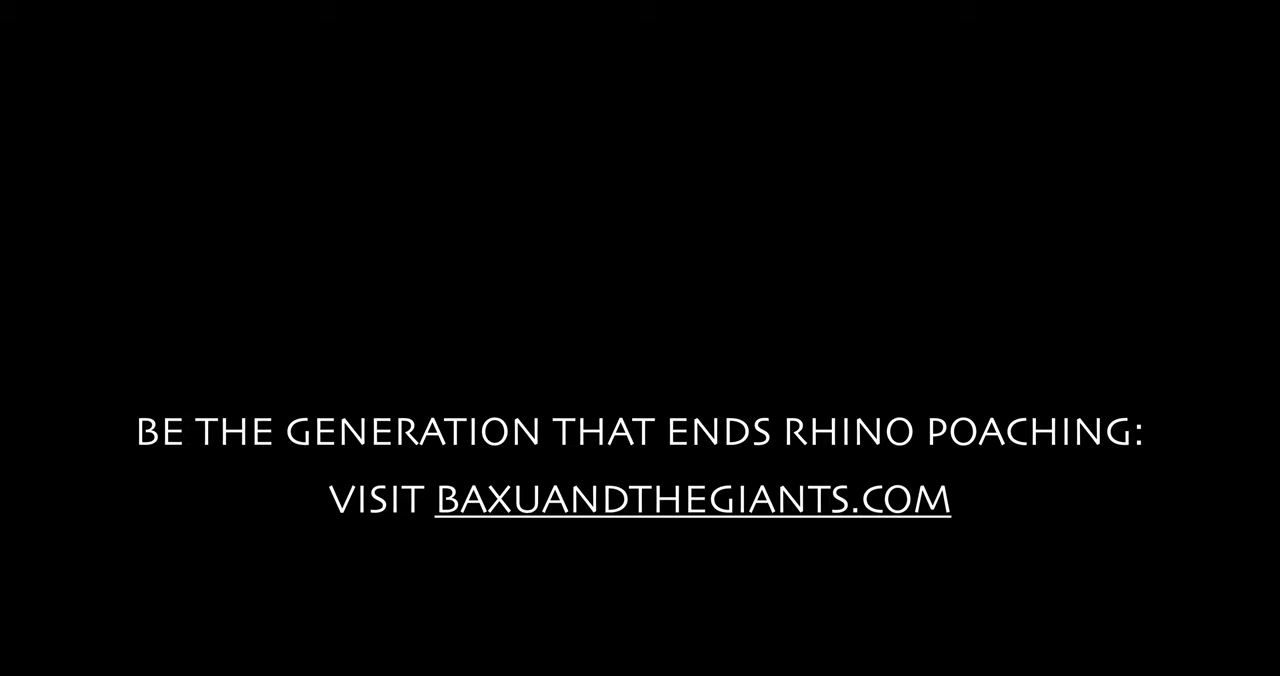 BE THE GENERATION THAT ENDS RHINO POACHING:
VISIT BAXUANDTHEGIANTS.COM